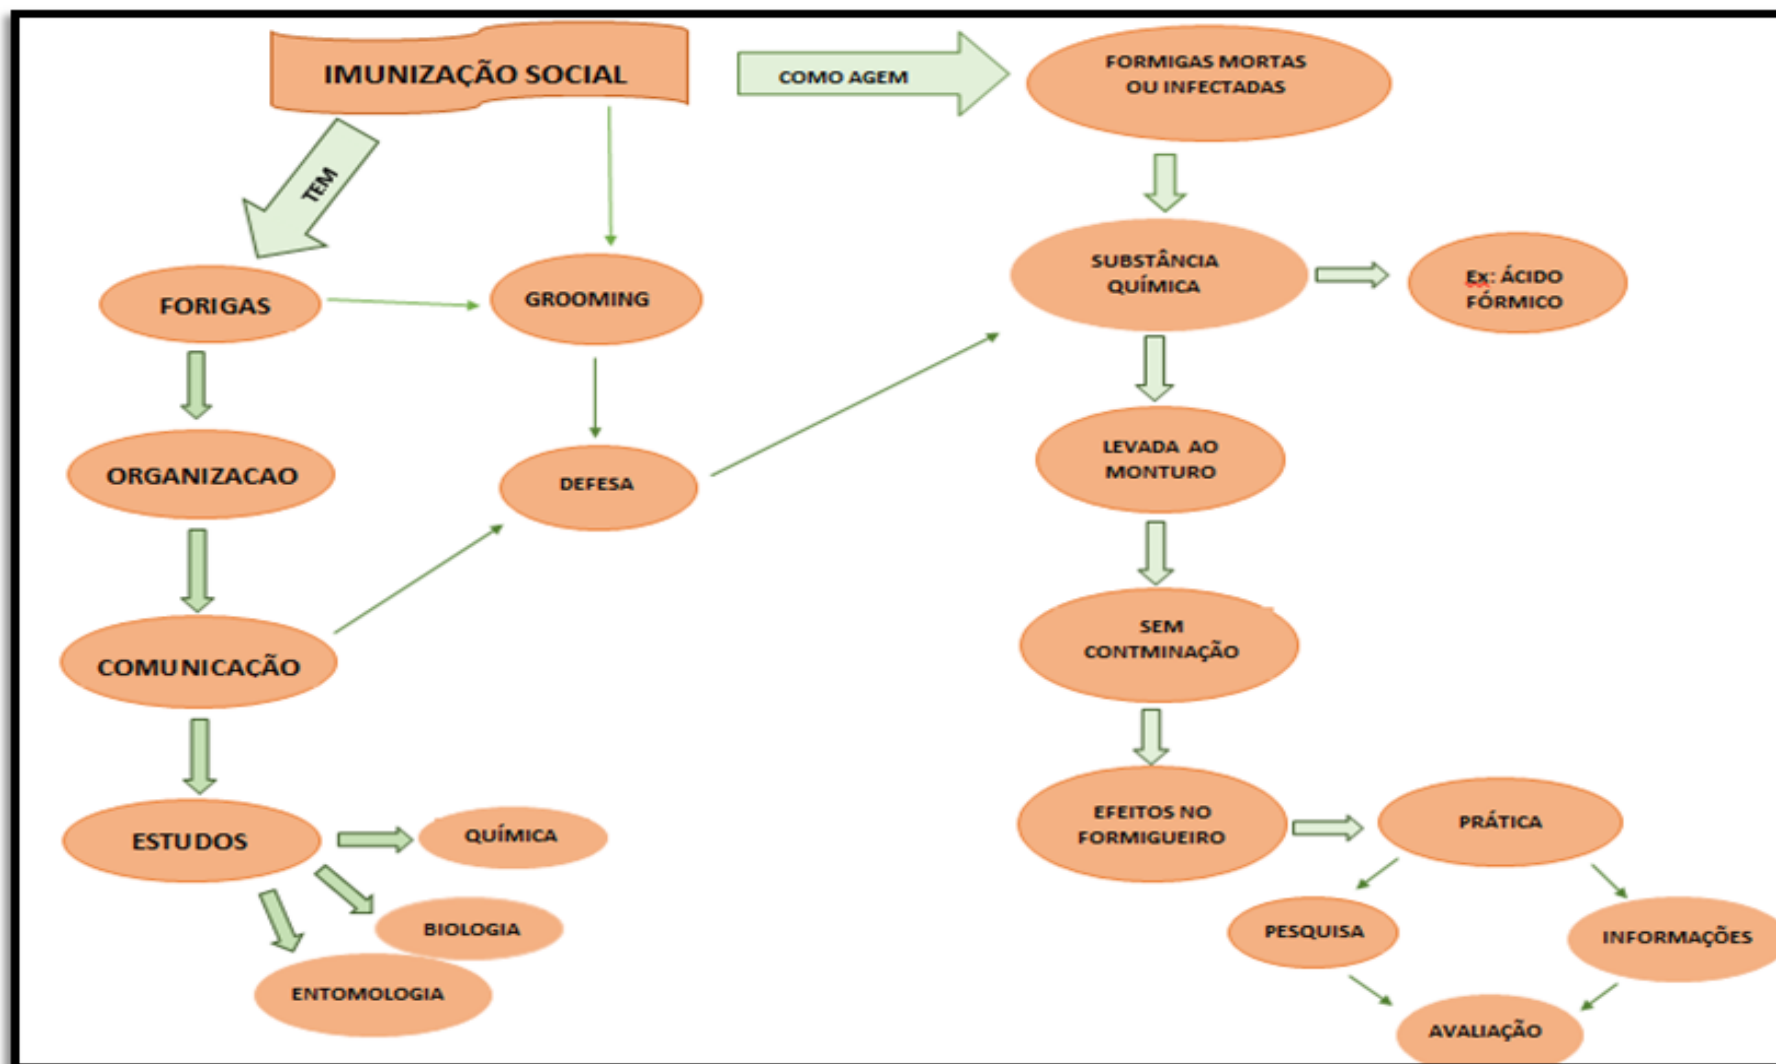 IMUNIZAÇÃO SOCIAL
COMO AGEM
FORMIGAS MORTAS
OU INFECTADAS
TEM
FORIGAS
GROOMING
SUBSTÂNCIA
QUÍMICA
Ex: ÁCIDO
FÓRMICO
ORGANIZACAO
DEFESA
LEVADA AO
MONTURO
COMUNICAÇÃO
SEM
CONTMINAÇÃO
ESTUDOS
QUÍMICA
BIOLOGIA
ENTOMOLOGIA
EFEITOS NO
FORMIGUEIRO
PRÁTICA
PESQUISA
INFORMAÇÕES
AVALIAÇÃO